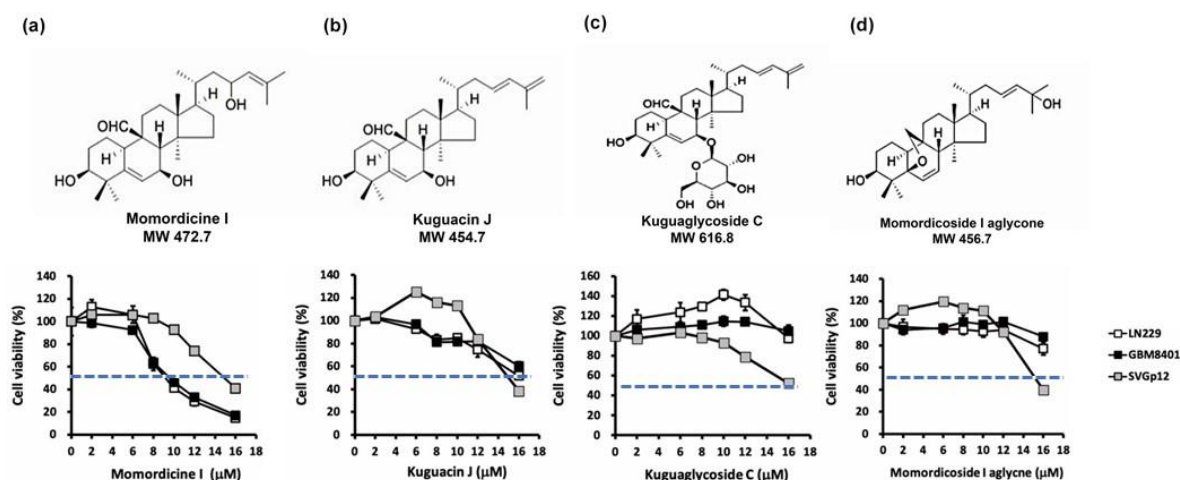 (a)
(b)
(c)
(d)
OH
OHC
H
H
HO
OH
Momordicine I
MW 472.7
OHC
H
H
HO
OH
Kuguacin J
MW 454.7
OHC
H
H
HO
O
O
OH
HO
OH
OH
Kuguaglycoside C
MW 616.8
OH
H
O
H
HO
Momordicoside I aglycone
MW 456.7
Cell viability (%)
140
120
100
80
60
40
20
0
0 2 4 6 8 10 12 14 16 18
Momordicine I (μM)
Cell viability (%)
140
120
100
80
60
40
20
0
0 2 4 6 8 10 12 14 16 18
Kuguacin J (μM)
Cell viability (%)
160
140
120
100
80
60
40
20
0
0 2 4 6 8 10 12 14 16 18
Kuguaglycoside C (μM)
Cell viability (%)
140
120
100
80
60
40
20
0
0 2 4 6 8 10 12 14 16 18
Momordicoside I aglycne (μM)
LN229
GBM8401
SVGp12